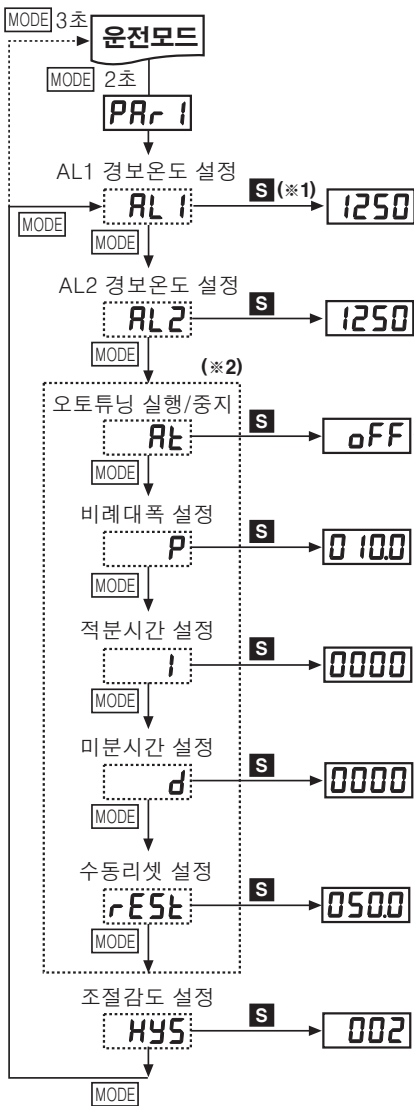 MODE 3초
운전모드
MODE 2초
PAr 1
AL1 경보온도 설정
AL1 S (※1) 1250
MODE
MODE
AL2 경보온도 설정
AL2 S 1250
MODE
(※2)
오토튜닝 실행/중지
At S oFF
MODE
비례대폭 설정
P S 010.0
MODE
적분시간 설정
I S 0000
MODE
미분시간 설정
d S 0000
MODE
수동리셋 설정
rESt S 050.0
MODE
조절감도 설정
HYS S 002
MODE